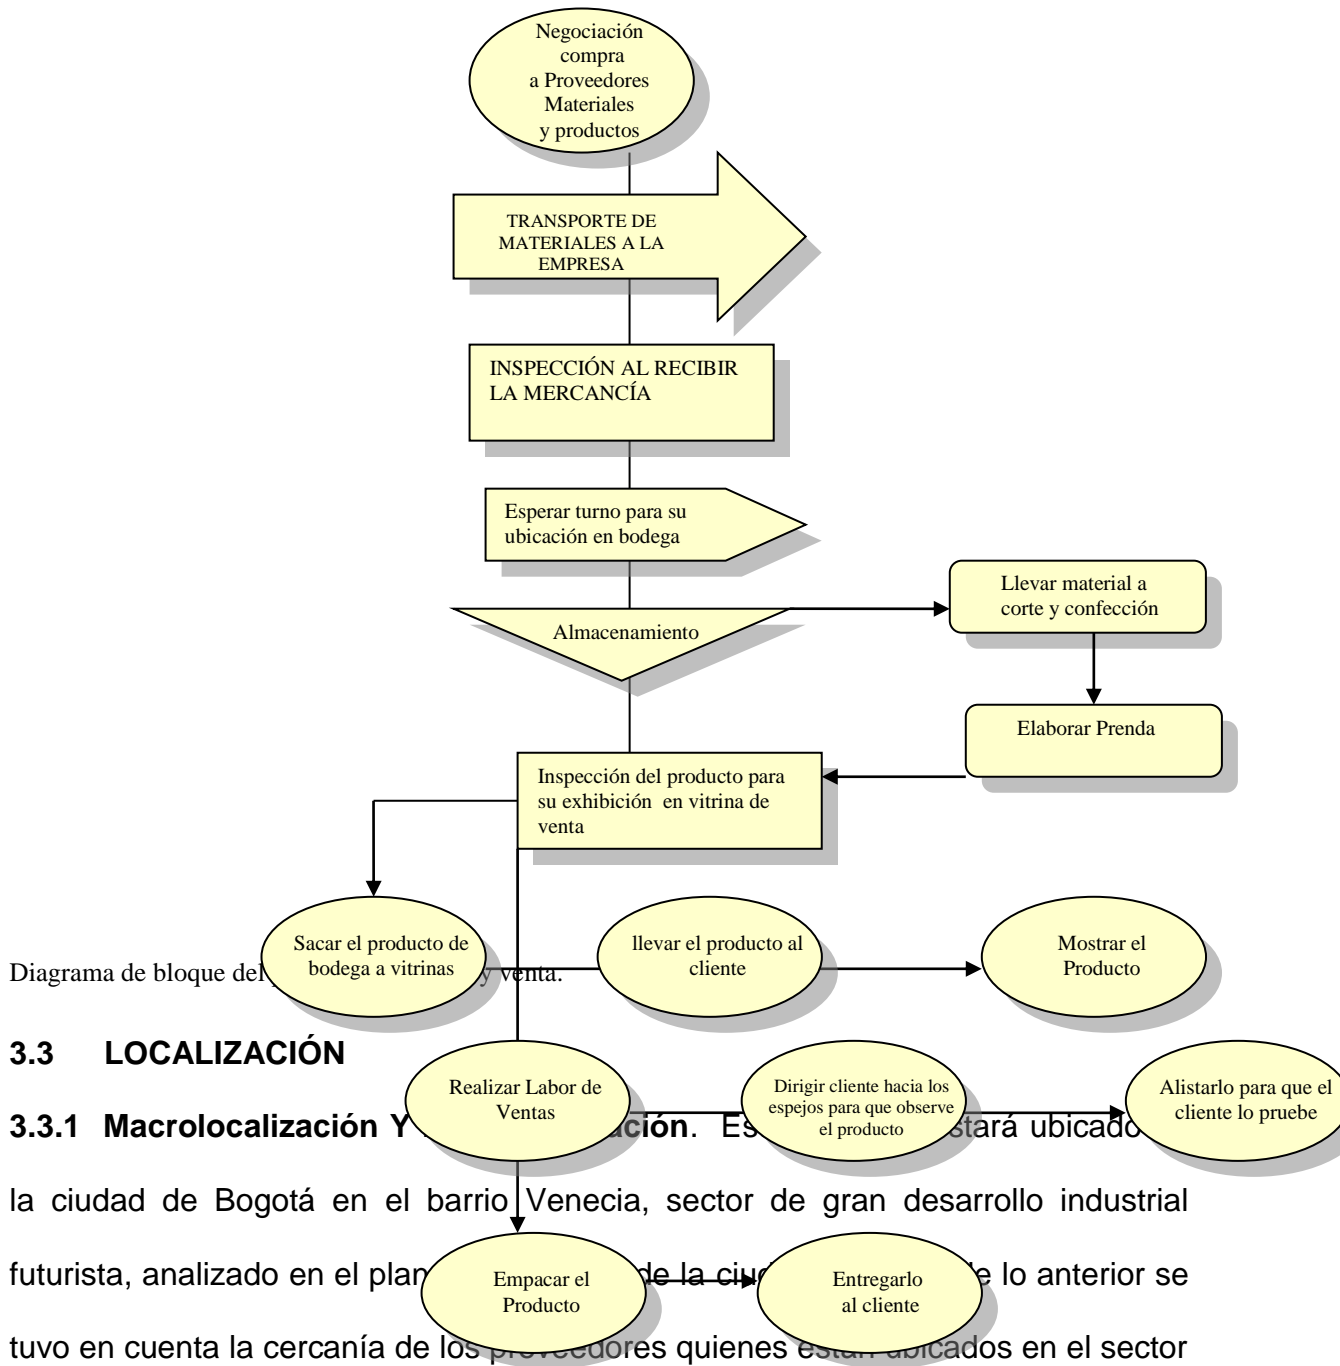 Negociación
compra
a Proveedores
Materiales
y productos
TRANSPORTE DE
MATERIALES A LA
EMPRESA
INSPECCIÓN AL RECIBIR
LA MERCANCÍA
Esperar turno para su
ubicación en bodega
Almacenamiento
Llevar material a
corte y confección
Elaborar Prenda
Inspección del producto para
su exhibición en vitrina de
venta
Sacar el producto de
bodega a vitrinas
llevar el producto al
cliente
Mostrar el
Producto
Diagrama de bloque del y venta.
3.3 LOCALIZACIÓN
Realizar Labor de
Ventas
Dirigir cliente hacia los
espejos para que observe
el producto
Alistarlo para que el
cliente lo pruebe
3.3.1 Macrolocalización Y ubicado
la ciudad de Bogotá en el barrio Venecia, sector de gran desarrollo industrial
futurista, analizado en el de la lo anterior se
Empacar el
Producto
Entregarlo
al cliente
tuvo en cuenta la cercanía de los proveedores quienes están ubicados en el sector